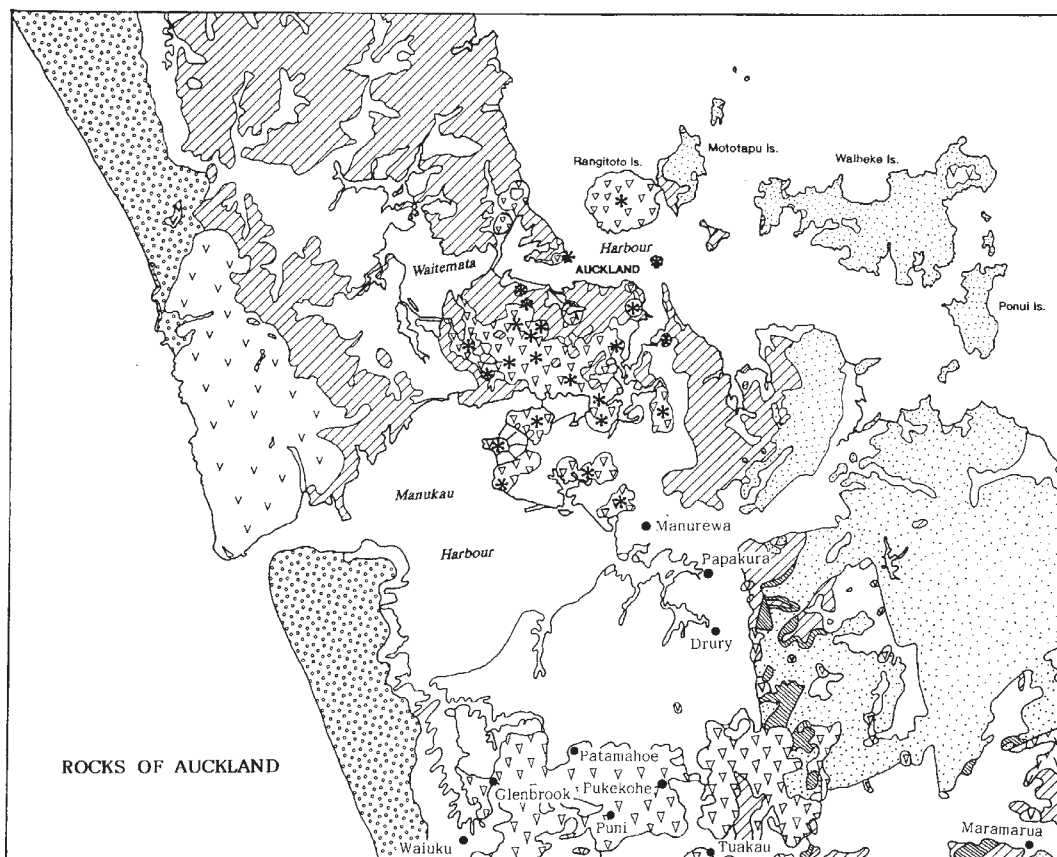 Mototapu Is.
Rangitoto Is.
Waiheke Is.
Harbour
Waitemata
AUCKLAND
Ponui Is.
Manukau
Manurewa
Harbour
Papakura
Drury
Patamahoe
ROCKS OF AUCKLAND
Glenbrook
Pukekohe
Puni
Waiuku
Tuakau
Maramarua